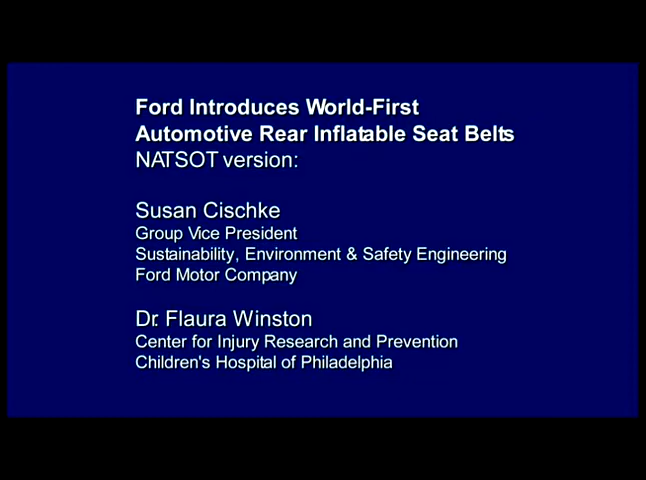 Ford Introduces World-First
Automotive Rear Inflatable Seat Belts
NATSOT version:
Susan Cischke
Group Vice President
Sustainability, Environment & Safety Engineering
Ford Motor Company
Dr. Flaura Winston
Center for Injury Research and Prevention
Children's Hospital of Philadelphia